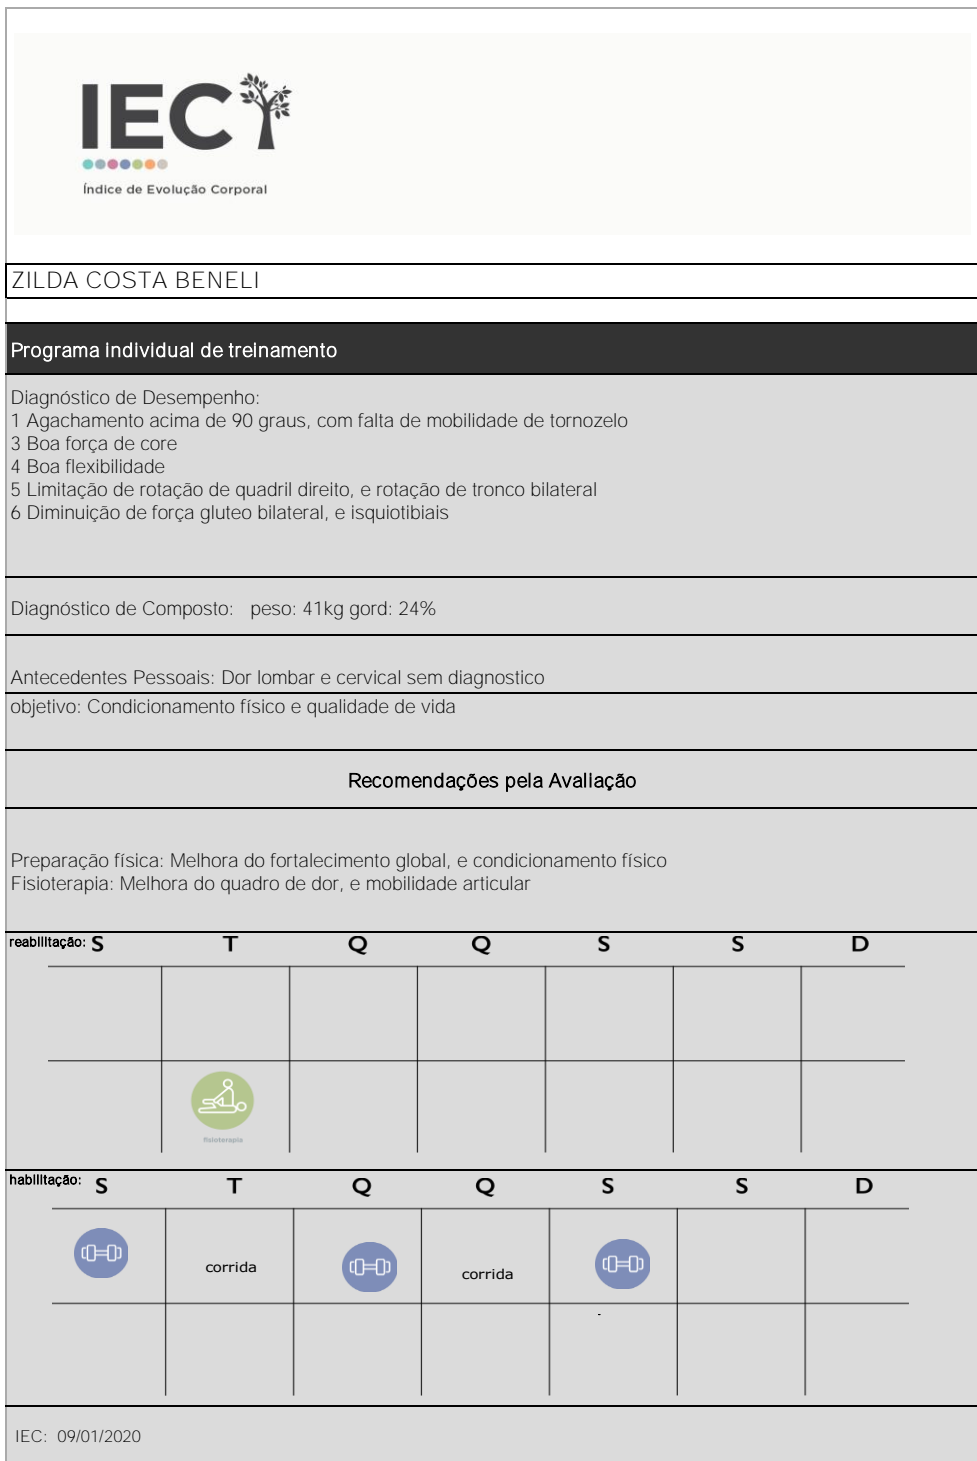 IEC
Índice de Evolução Corporal
ZILDA COSTA BENELI
Programa individual de treinamento
Diagnóstico de Desempenho:
1 Agachamento acima de 90 graus, com falta de mobilidade de tornozelo
3 Boa força de core
4 Boa flexibilidade
5 Limitação de rotação de quadril direito, e rotação de tronco bilateral
6 Diminuição de força gluteo bilateral, e isquiotibiais
Diagnóstico de Composto: peso: 41kg gord: 24%
Antecedentes Pessoais: Dor lombar e cervical sem diagnostico
objetivo: Condicionamento físico e qualidade de vida
Recomendações pela Avaliação
Preparação física: Melhora do fortalecimento global, e condicionamento físico
Fisioterapia: Melhora do quadro de dor, e mobilidade articular
reabilitação: S T Q Q S S D
fisioterapia
habilitação: S T Q Q S S D
corrida corrida
-
IEC: 09/01/2020